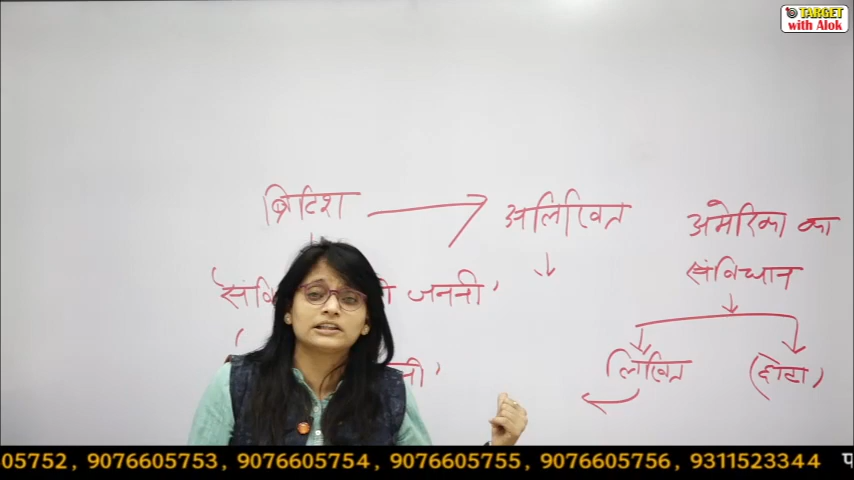 TARGET
with Alok
ब्रिटिश
अलिखित
अमेरिका का
संविधान
जननी'
लिखित
(छोटा)
05752, 9076605753, 9076605754, 9076605755, 9076605756, 9311523344